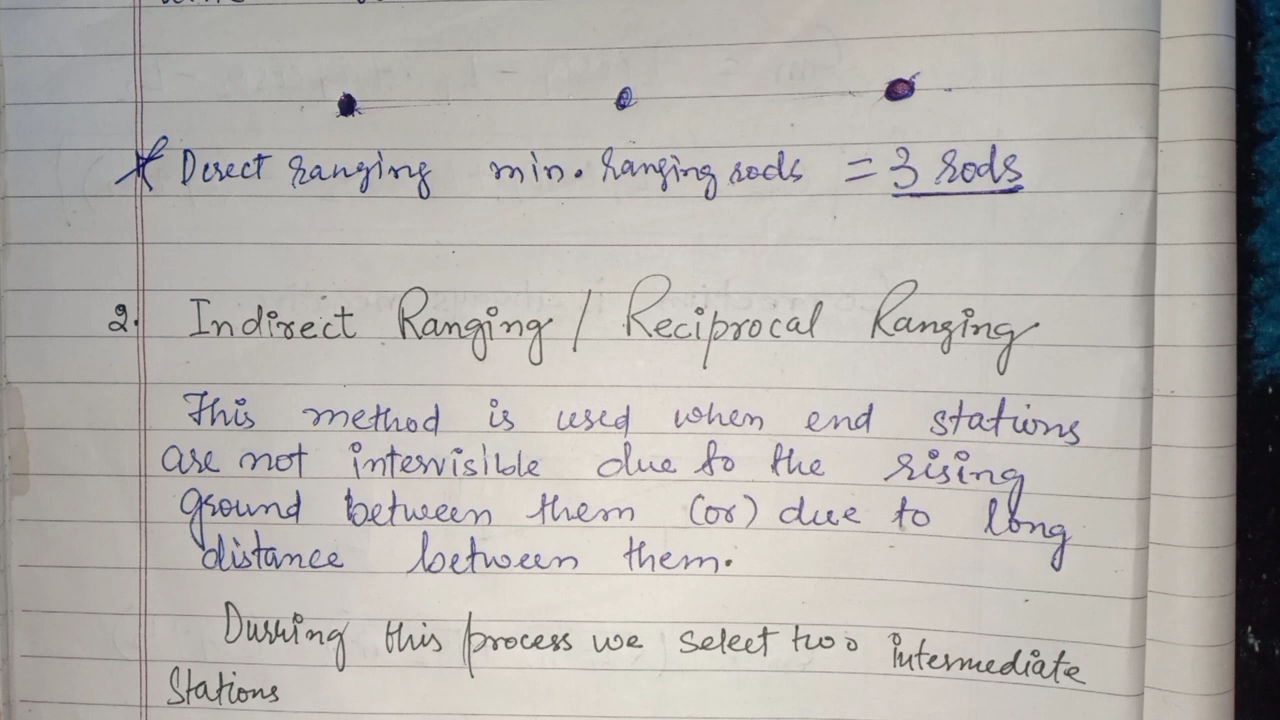 * Derect Ranging min. Ranging rods = 3 rods
2. Indirect Ranging / Reciprocal Ranging
This method is used when end stations
are not intervisible due to the rising
ground between them (or) due to long
distance between them.
Durring this process we select two intermediate
Stations